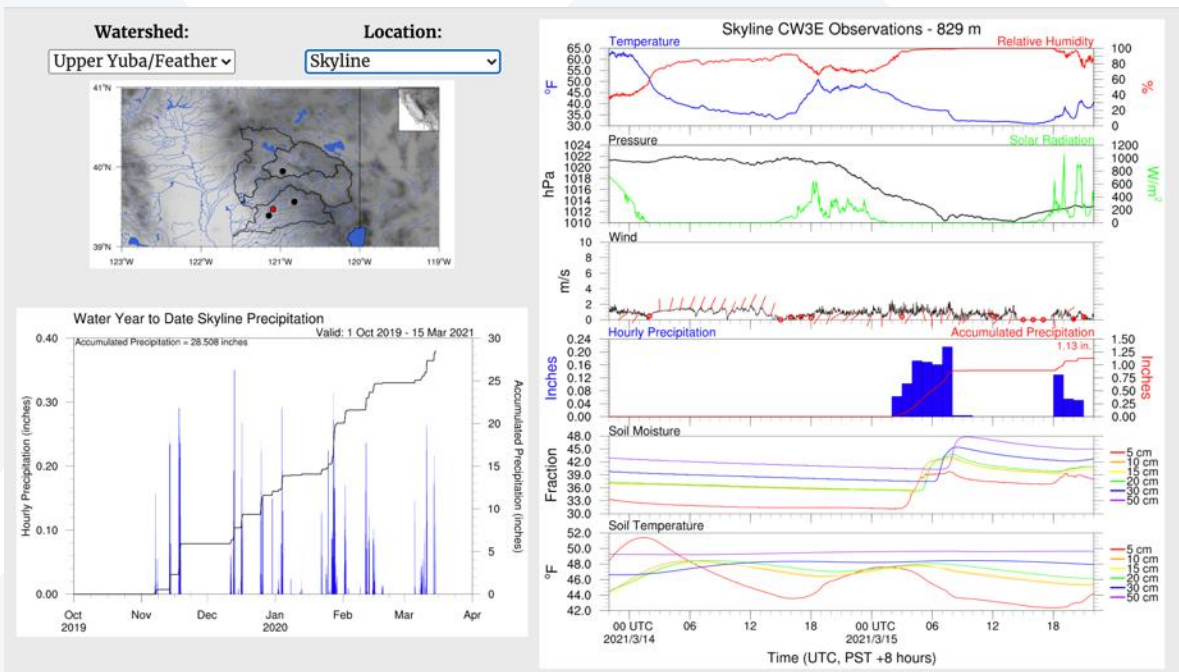 Watershed:
Upper Yuba/Feather
Location:
Skyline
41°N
40°N
39°N
123°W 122°W 121°W 120°W 119°W
Water Year to Date Skyline Precipitation
Valid: 1 Oct 2019 - 15 Mar 2021
Accumulated Precipitation = 28.508 inches
Hourly Precipitation (inches)
0.40
0.30
0.20
0.10
0.00
30
25
20
15
10
5
0
Accumulated Precipitation (inches)
Oct Nov Dec Jan Feb Mar Apr
2019 2020
Skyline CW3E Observations - 829 m
Temperature Relative Humidity
°F
65.0
60.0
55.0
50.0
45.0
40.0
35.0
30.0
100
80
60
40
20
0
%
Pressure Solar Radiation
hPa
1024
1022
1020
1018
1016
1014
1012
1010
1200
1000
800
600
400
200
0
W/m²
Wind
m/s
10
8
6
4
2
0
Hourly Precipitation Accumulated Precipitation
1.13 in.
Inches
0.24
0.20
0.16
0.12
0.08
0.04
0.00
1.50
1.25
1.00
0.75
0.50
0.25
0.00
Inches
Soil Moisture
Fraction
48.0
45.0
42.0
39.0
36.0
33.0
30.0
5 cm
10 cm
15 cm
20 cm
30 cm
50 cm
Soil Temperature
°F
52.0
50.0
48.0
46.0
44.0
42.0
5 cm
10 cm
15 cm
20 cm
30 cm
50 cm
00 UTC 06 12 18 00 UTC 06 12 18
2021/3/14 2021/3/15
Time (UTC, PST +8 hours)